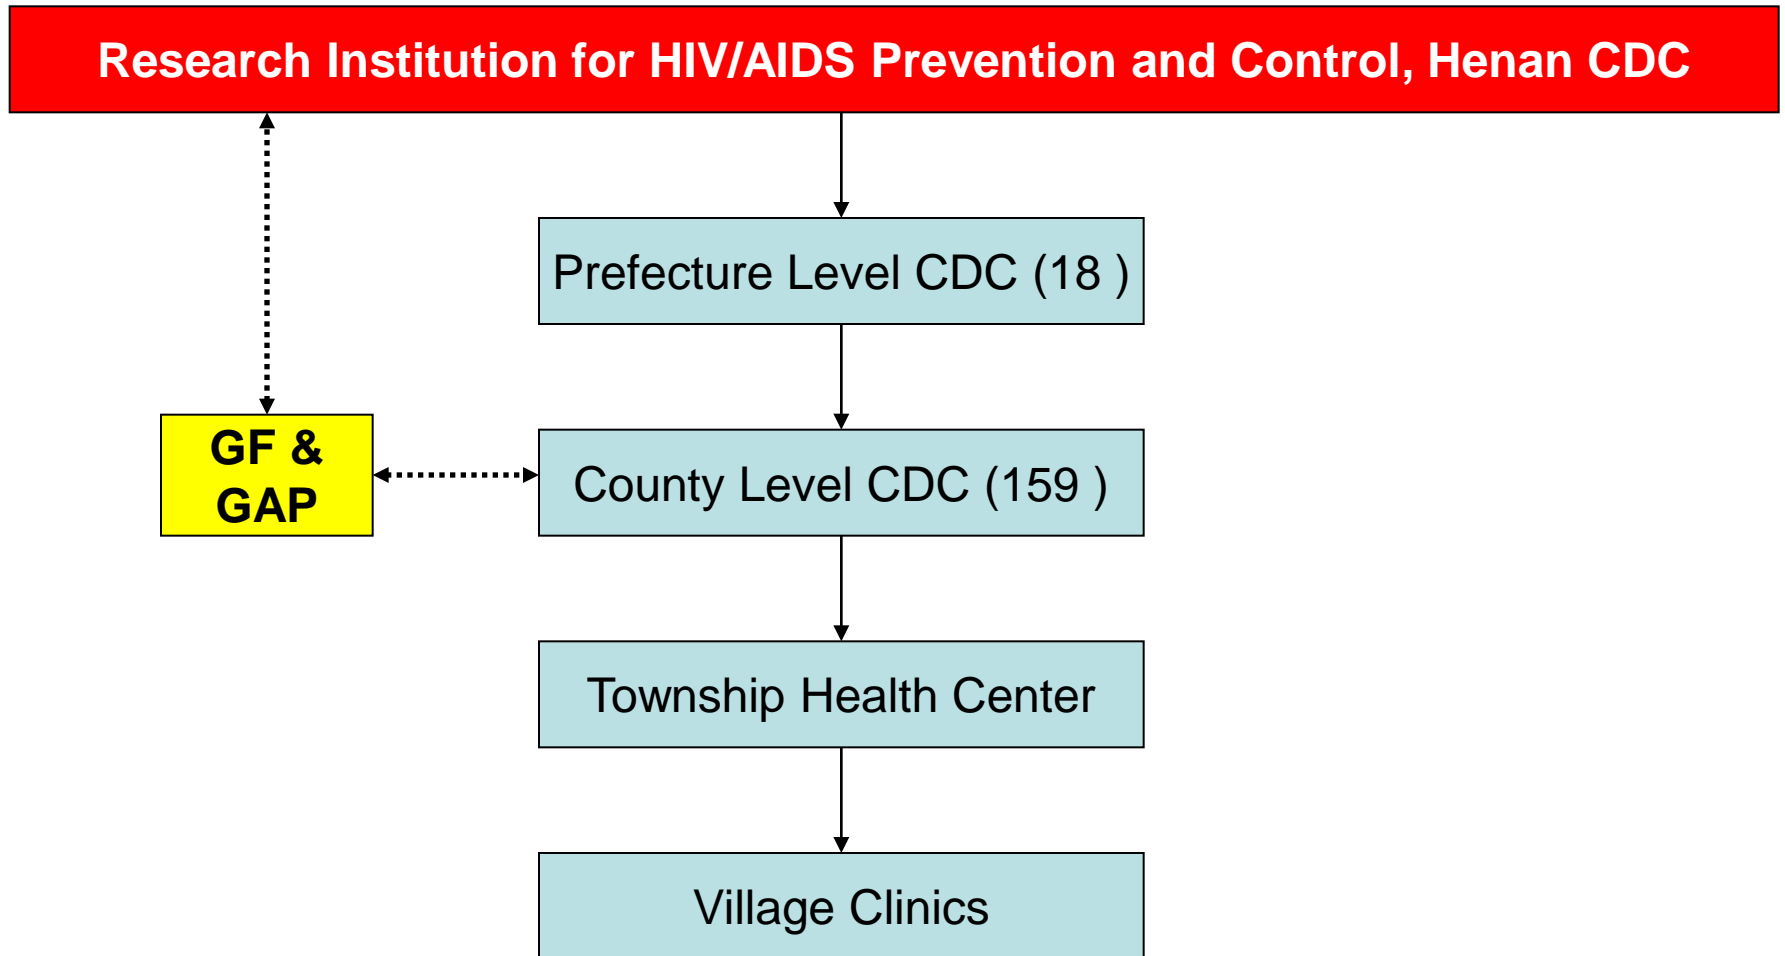 Research Institution for HIV/AIDS Prevention and Control, Henan CDC
Prefecture Level CDC (18 )
GF &
GAP
County Level CDC (159 )
Township Health Center
Village Clinics